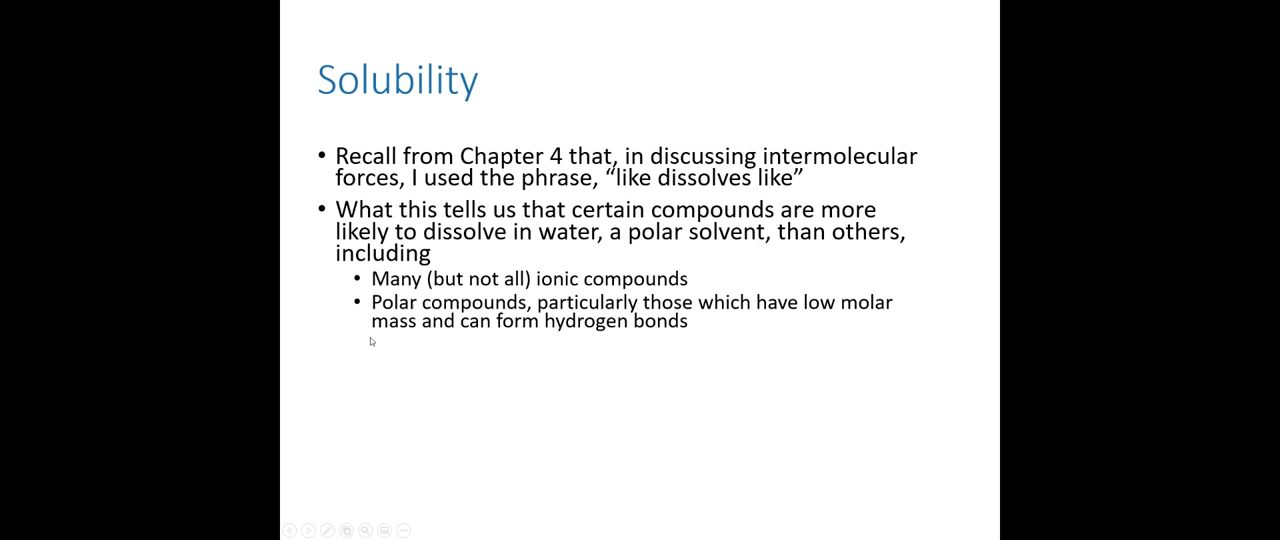 Solubility
• Recall from Chapter 4 that, in discussing intermolecular
forces, I used the phrase, “like dissolves like”
• What this tells us that certain compounds are more
likely to dissolve in water, a polar solvent, than others,
including
• Many (but not all) ionic compounds
• Polar compounds, particularly those which have low molar
mass and can form hydrogen bonds